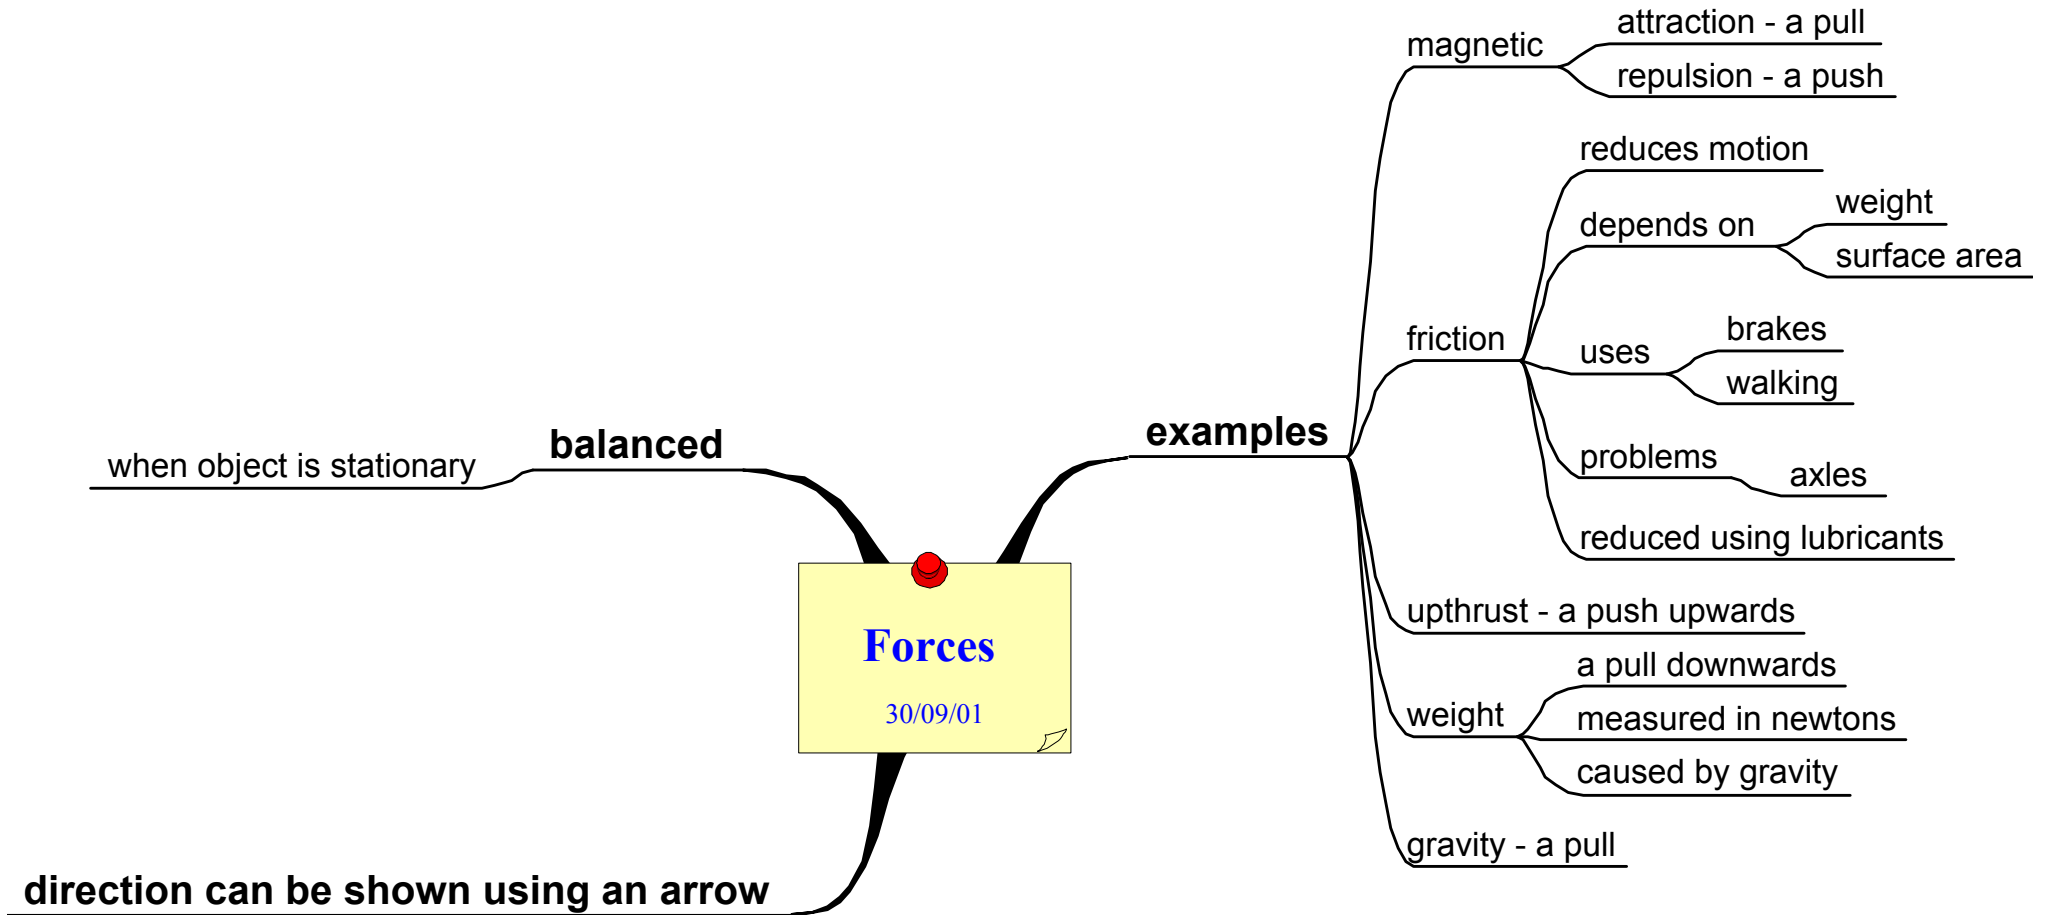 Forces
30/09/01
balanced
when object is stationary
direction can be shown using an arrow
examples
magnetic
attraction - a pull
repulsion - a push
friction
reduces motion
depends on
weight
surface area
uses
brakes
walking
problems
axles
reduced using lubricants
upthrust - a push upwards
weight
a pull downwards
measured in newtons
caused by gravity
gravity - a pull